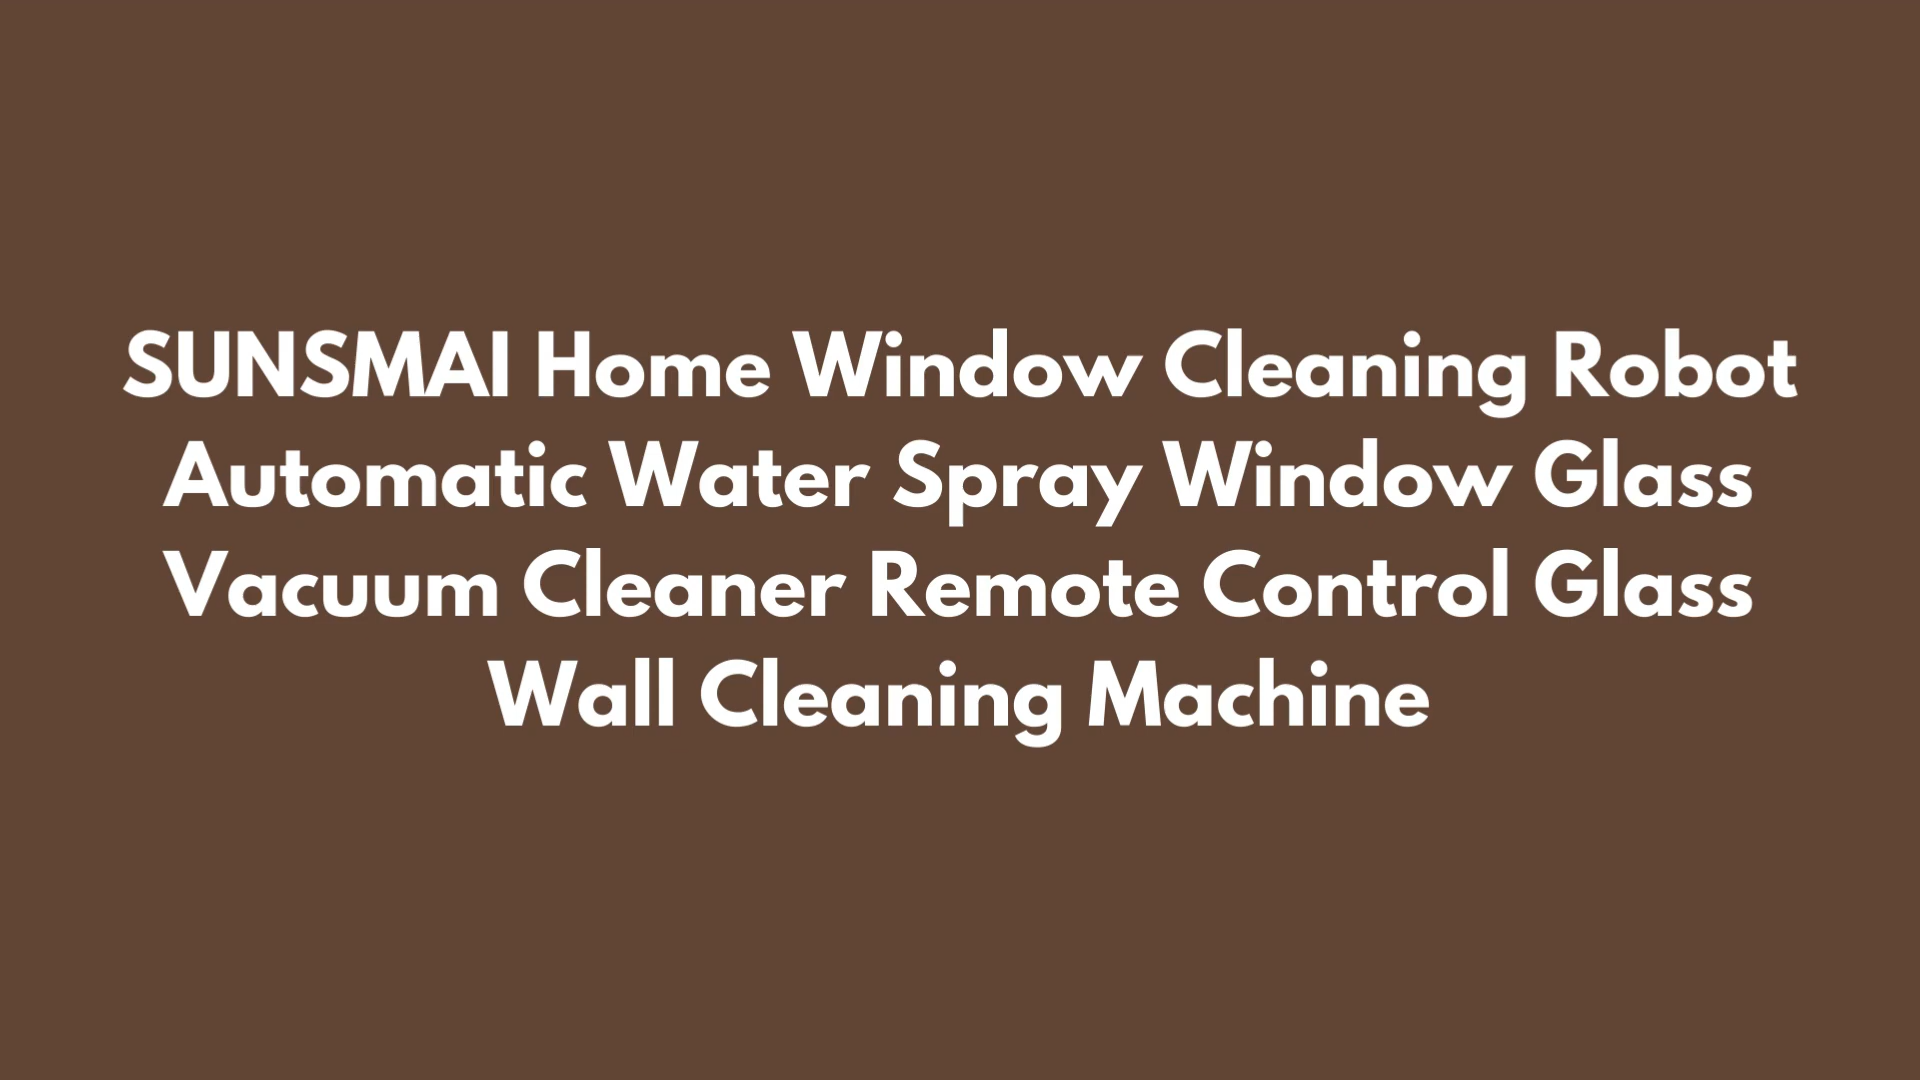 SUNSMAI Home Window Cleaning Robot
Automatic Water Spray Window Glass
Vacuum Cleaner Remote Control Glass
Wall Cleaning Machine